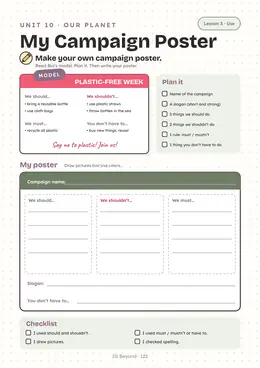 UNIT 10 · OUR PLANET
Lesson 3 · Use
My Campaign Poster
Make your own campaign poster.
Read Bui's model. Plan it. Then write your poster.
MODEL
PLASTIC-FREE WEEK
We should...
• bring a reusable bottle
• use cloth bags
We shouldn't...
• use plastic straws
• throw bottles in the sea
We must...
• recycle all plastic
You don't have to...
• buy new things, reuse!
Say no to plastic! Join us!
Plan it
Name of the campaign
A slogan (short and strong)
3 things we should do
2 things we shouldn't do
1 rule: must / mustn't
1 thing you don't have to do
My poster
Draw pictures and use colors.
Campaign name:
We should...
We shouldn't...
We must...
Slogan:
You don't have to...
Checklist
I used should and shouldn't.
I used must / mustn't or have to.
I drew pictures.
I checked spelling.
Beyond · 122